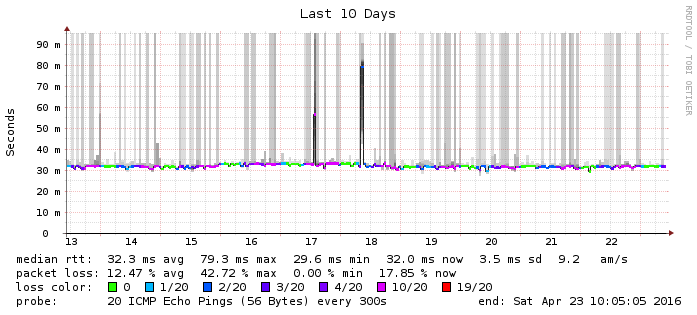 Last 10 Days
RRDTOOL / TOBI OETIKER
Seconds
90 m
80 m
70 m
60 m
50 m
40 m
30 m
20 m
10 m
0
13 14 15 16 17 18 19 20 21 22
median rtt: 32.3 ms avg 79.3 ms max 29.6 ms min 32.0 ms now 3.5 ms sd 9.2 am/s
packet loss: 12.47 % avg 42.72 % max 0.00 % min 17.85 % now
loss color: 0 1/20 2/20 3/20 4/20 10/20 19/20
probe: 20 ICMP Echo Pings (56 Bytes) every 300s end: Sat Apr 23 10:05:05 2016